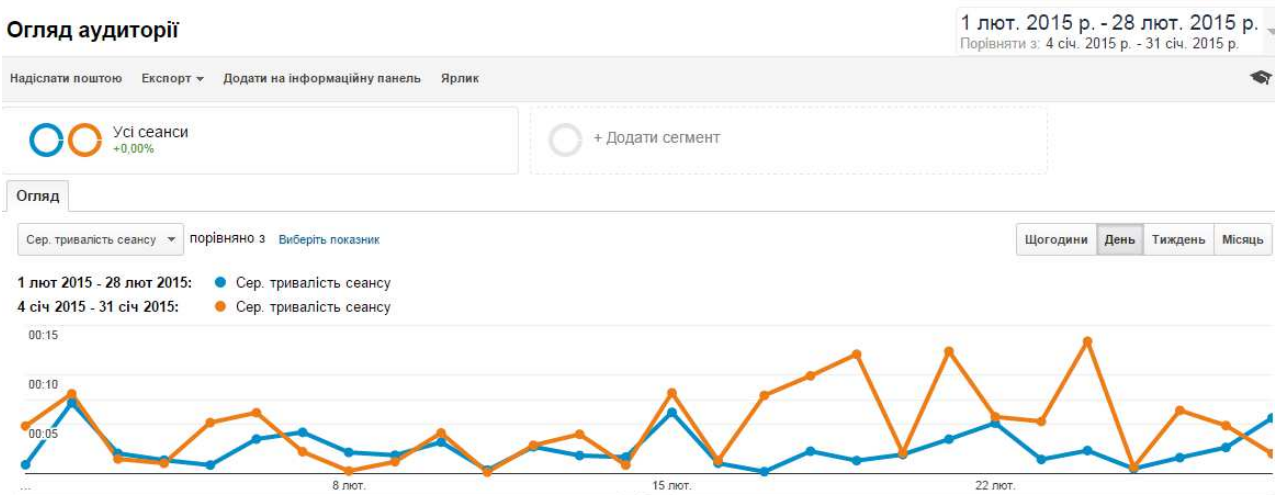 Огляд аудиторії
1 лют. 2015 р. - 28 лют. 2015 р.
Порівняти з: 4 січ. 2015 р. - 31 січ. 2015 р.
Надіслати поштою Експорт Додати на інформаційну панель Ярлик
Усі сеанси
+0,00%
+ Додати сегмент
Огляд
Сер. тривалість сеансу порівняно з Виберіть показник
Щогодини День Тиждень Місяць
1 лют 2015 - 28 лют 2015: Сер. тривалість сеансу
4 січ 2015 - 31 січ 2015: Сер. тривалість сеансу
00:15
00:10
00:05
... 8 лют. 15 лют. 22 лют.